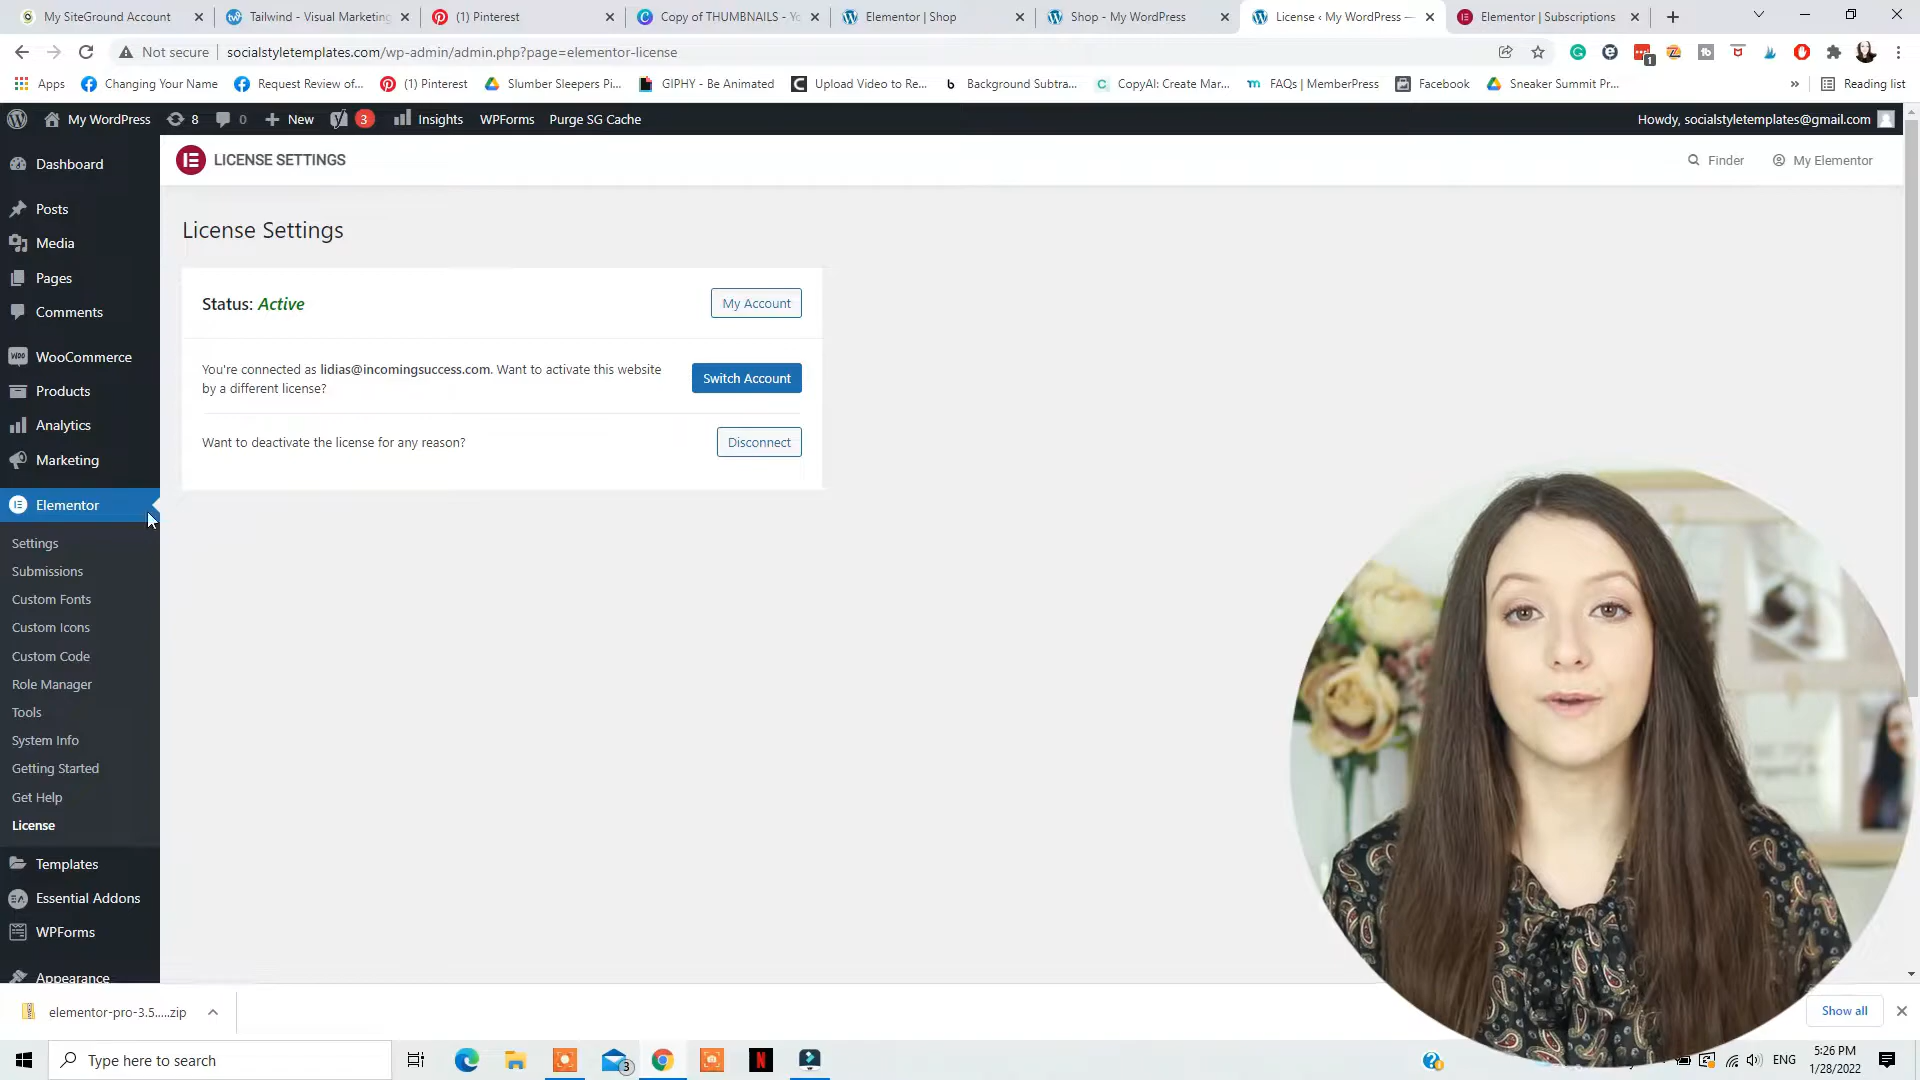 My SiteGround Account
Tailwind - Visual Marketing
(1) Pinterest
Copy of THUMBNAILS - Yo
Elementor | Shop
Shop - My WordPress
License ‹ My WordPress —
Elementor | Subscriptions
Not secure
socialstyletemplates.com/wp-admin/admin.php?page=elementor-license
1
Apps
Changing Your Name
Request Review of...
(1) Pinterest
Slumber Sleepers Pi...
GIPHY - Be Animated
Upload Video to Re...
Background Subtra...
CopyAI: Create Mar...
FAQs | MemberPress
Facebook
Sneaker Summit Pr...
»
Reading list
My WordPress
8
0
New
3
Insights
WPForms
Purge SG Cache
Howdy, socialstyletemplates@gmail.com
LICENSE SETTINGS
Finder
My Elementor
Dashboard
Posts
Media
Pages
Comments
WooCommerce
Products
Analytics
Marketing
Elementor
Settings
Submissions
Custom Fonts
Custom Icons
Custom Code
Role Manager
Tools
System Info
Getting Started
Get Help
License
Templates
Essential Addons
WPForms
Appearance
License Settings
Status: Active
My Account
You're connected as lidias@incomingsuccess.com. Want to activate this website
by a different license?
Switch Account
Want to deactivate the license for any reason?
Disconnect
elementor-pro-3.5.....zip
Show all
Type here to search
3
ENG
5:26 PM
1/28/2022